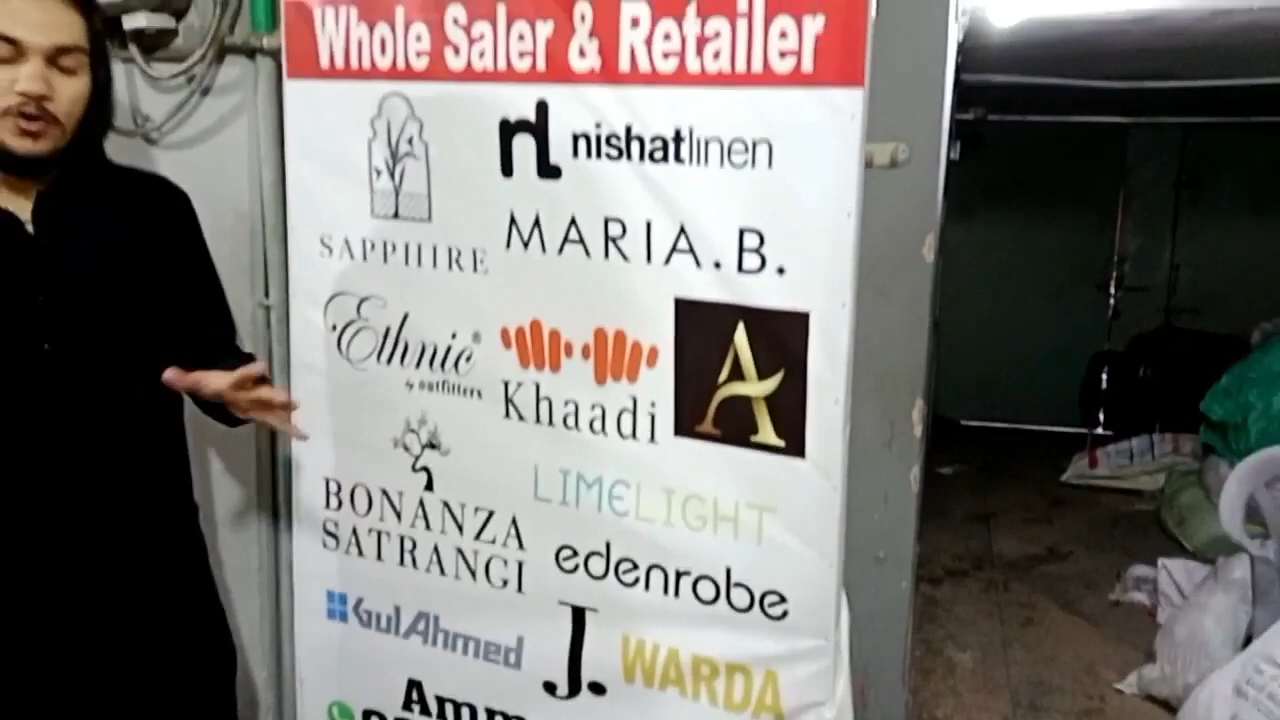 Whole Saler & Retailer
SAPPHIRE
nishatlinen
MARIA.B.
Ethnic®
by outfitters
Khaadi
A
BONANZA
SATRANGI
LIMELIGHT
edenrobe
GulAhmed
J.
WARDA